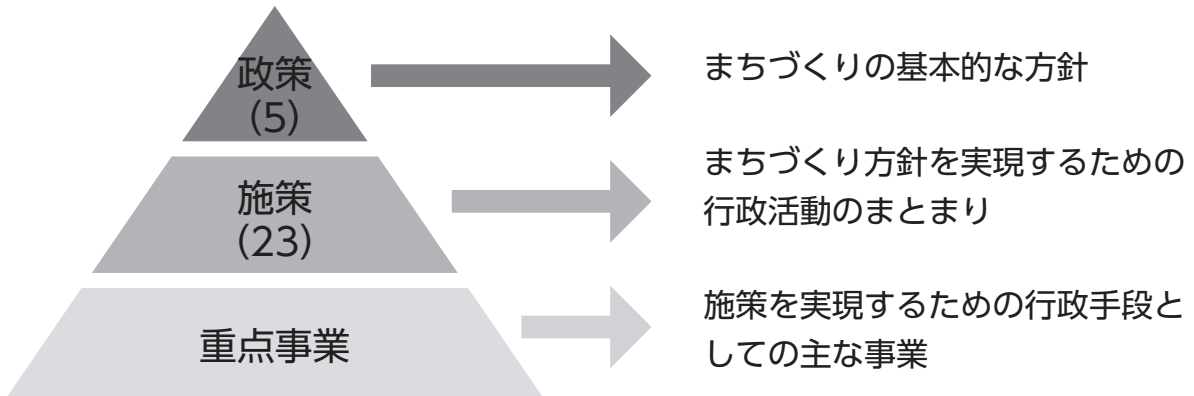 政策
(5)
まちづくりの基本的な方針
施策
(23)
まちづくり方針を実現するための
行政活動のまとまり
重点事業
施策を実現するための行政手段と
しての主な事業